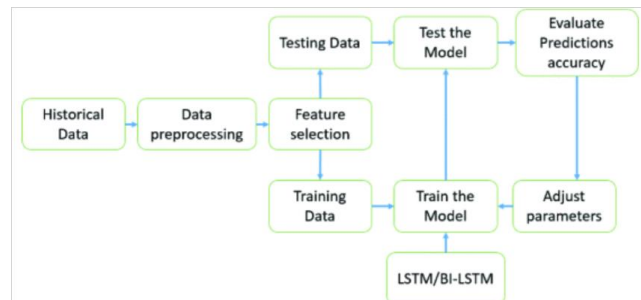 Testing Data
Test the
Model
Evaluate
Predictions
accuracy
Historical
Data
Data
preprocessing
Feature
selection
Training
Data
Train the
Model
Adjust
parameters
LSTM/BI-LSTM